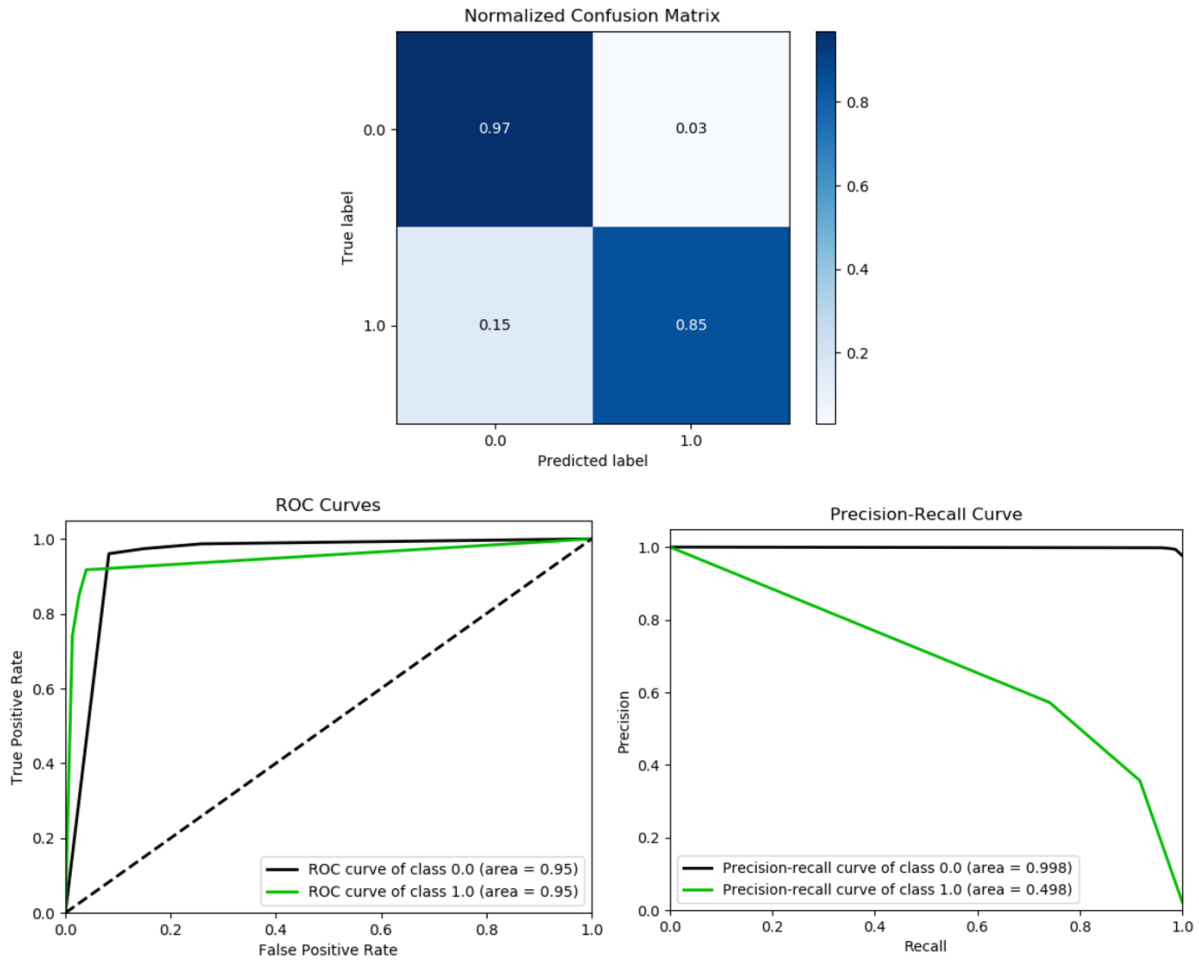 Normalized Confusion Matrix
True label
0.0
1.0
0.97
0.03
0.15
0.85
0.0
1.0
Predicted label
0.8
0.6
0.4
0.2
ROC Curves
True Positive Rate
1.0
0.8
0.6
0.4
0.2
0.0
ROC curve of class 0.0 (area = 0.95)
ROC curve of class 1.0 (area = 0.95)
0.0
0.2
0.4
0.6
0.8
1.0
False Positive Rate
Precision-Recall Curve
Precision
1.0
0.8
0.6
0.4
0.2
0.0
Precision-recall curve of class 0.0 (area = 0.998)
Precision-recall curve of class 1.0 (area = 0.498)
0.0
0.2
0.4
0.6
0.8
1.0
Recall